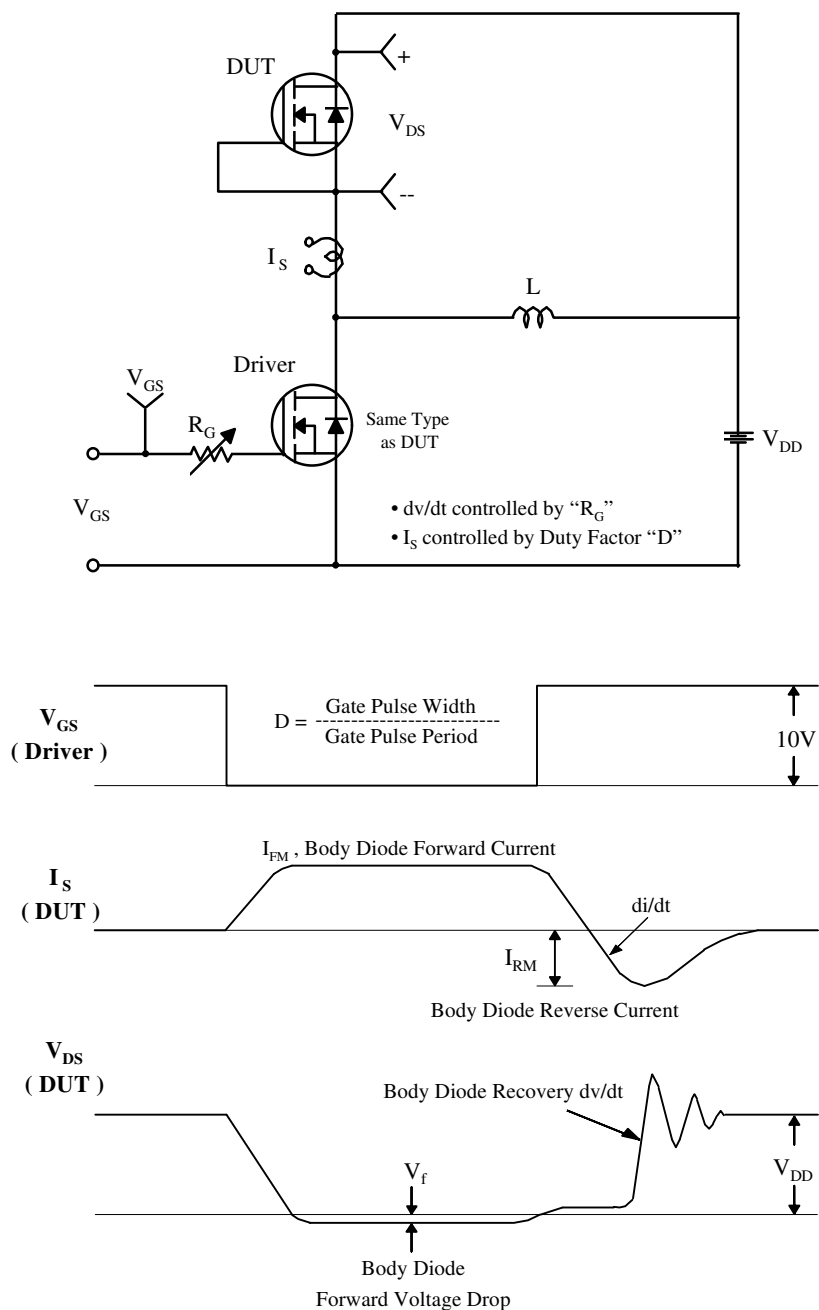 DUT
+
V_DS
--
I_S
L
Driver
V_GS
R_G
Same Type
as DUT
V_DD
V_GS
• dv/dt controlled by “R_G”
• I_S controlled by Duty Factor “D”
V_GS
( Driver )
D = Gate Pulse Width
--------------------------
Gate Pulse Period
10V
I_FM , Body Diode Forward Current
I_S
( DUT )
di/dt
I_RM
Body Diode Reverse Current
V_DS
( DUT )
Body Diode Recovery dv/dt
V_f
V_DD
Body Diode
Forward Voltage Drop